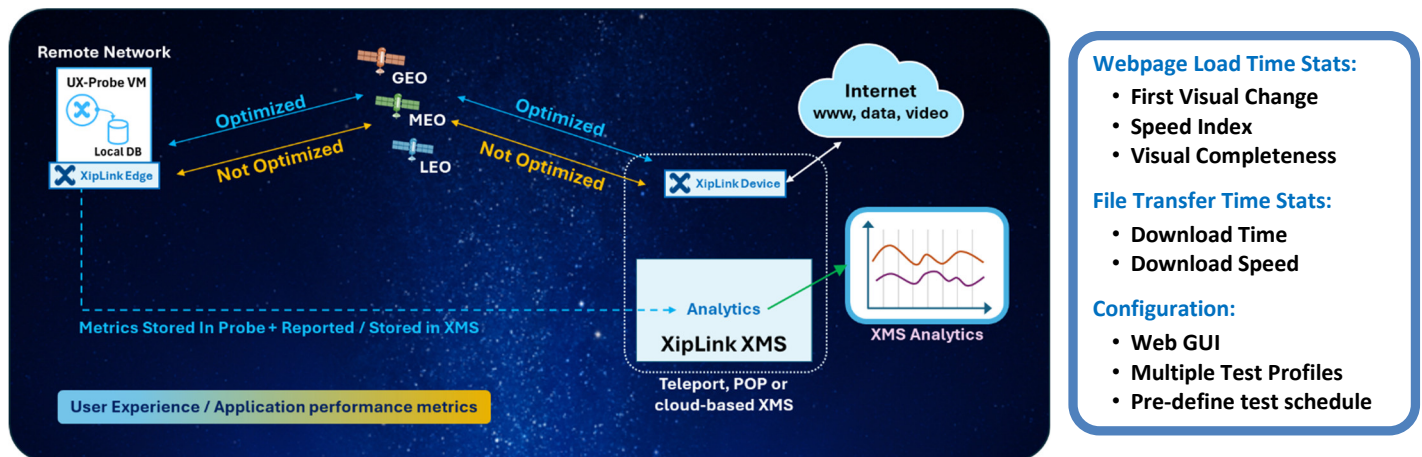 Remote Network
UX-Probe VM
Local DB
XipLink Edge
Optimized
Not Optimized
GEO
MEO
LEO
Optimized
Not Optimized
Internet
www, data, video
XipLink Device
Metrics Stored In Probe + Reported / Stored in XMS
Analytics
XipLink XMS
XMS Analytics
Teleport, POP or
cloud-based XMS
User Experience / Application performance metrics
Webpage Load Time Stats:
• First Visual Change
• Speed Index
• Visual Completeness
File Transfer Time Stats:
• Download Time
• Download Speed
Configuration:
• Web GUI
• Multiple Test Profiles
• Pre-define test schedule